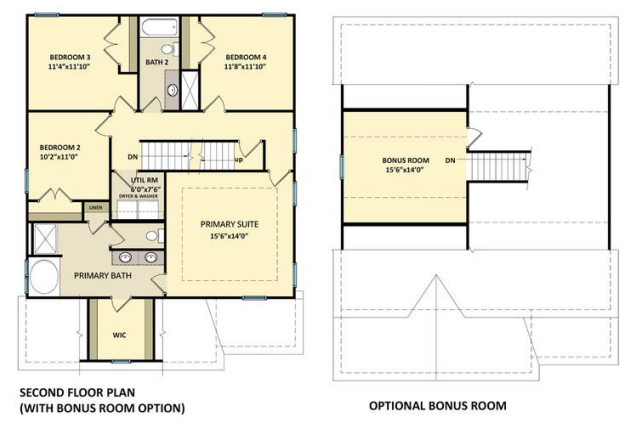 BEDROOM 3
11'4"x11'10"
BATH 2
BEDROOM 4
11'8"x11'10"
BEDROOM 2
10'2"x11'0"
DN
up
UTIL RM
6'0"x7'6"
DRYER & WASHER
LINEN
PRIMARY SUITE
15'6"x14'0"
PRIMARY BATH
WIC
SECOND FLOOR PLAN
(WITH BONUS ROOM OPTION)
BONUS ROOM
15'6"x14'0"
DN
OPTIONAL BONUS ROOM